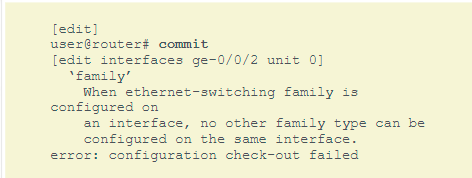 [edit]
user@router# commit
[edit interfaces ge-0/0/2 unit 0]
‘family’
When ethernet-switching family is
configured on
an interface, no other family type can be
configured on the same interface.
error: configuration check-out failed